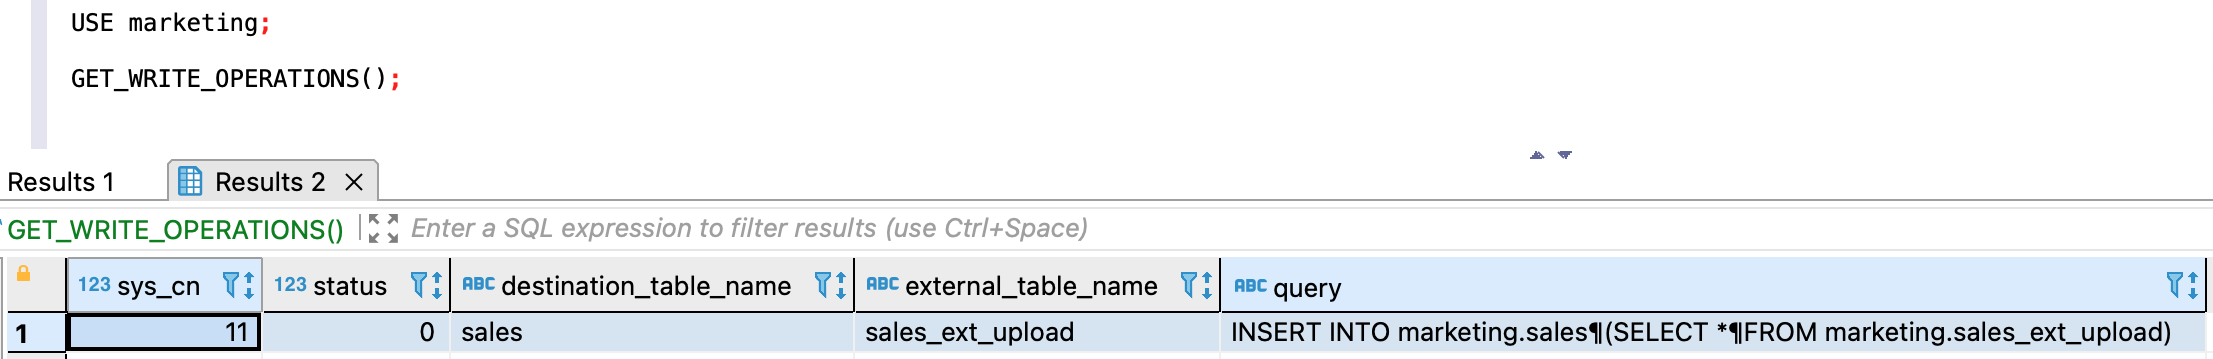 USE marketing;
GET_WRITE_OPERATIONS();
Results 1 Results 2
GET_WRITE_OPERATIONS() Enter a SQL expression to filter results (use Ctrl+Space)
123 sys_cn 123 status ABC destination_table_name ABC external_table_name ABC query
1 11 0 sales sales_ext_upload INSERT INTO marketing.sales¶(SELECT *¶FROM marketing.sales_ext_upload)